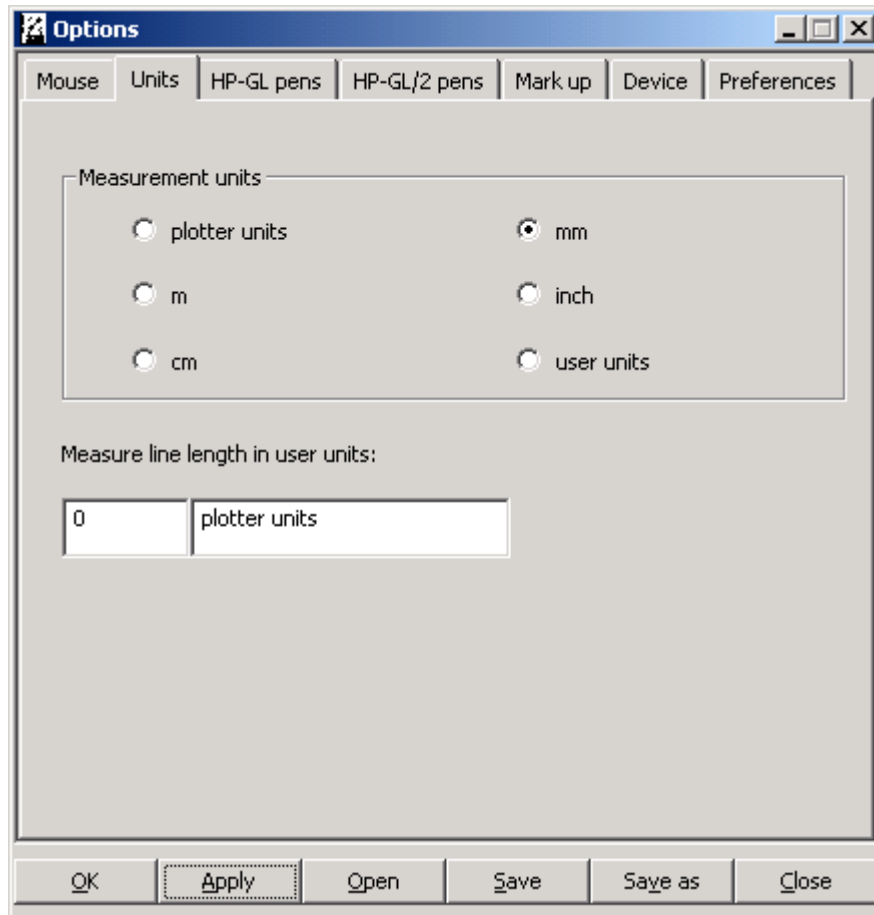 Options
Mouse Units HP-GL pens HP-GL/2 pens Mark up Device Preferences
Measurement units
plotter units mm
m inch
cm user units
Measure line length in user units:
0 plotter units
OK Apply Open Save Save as Close